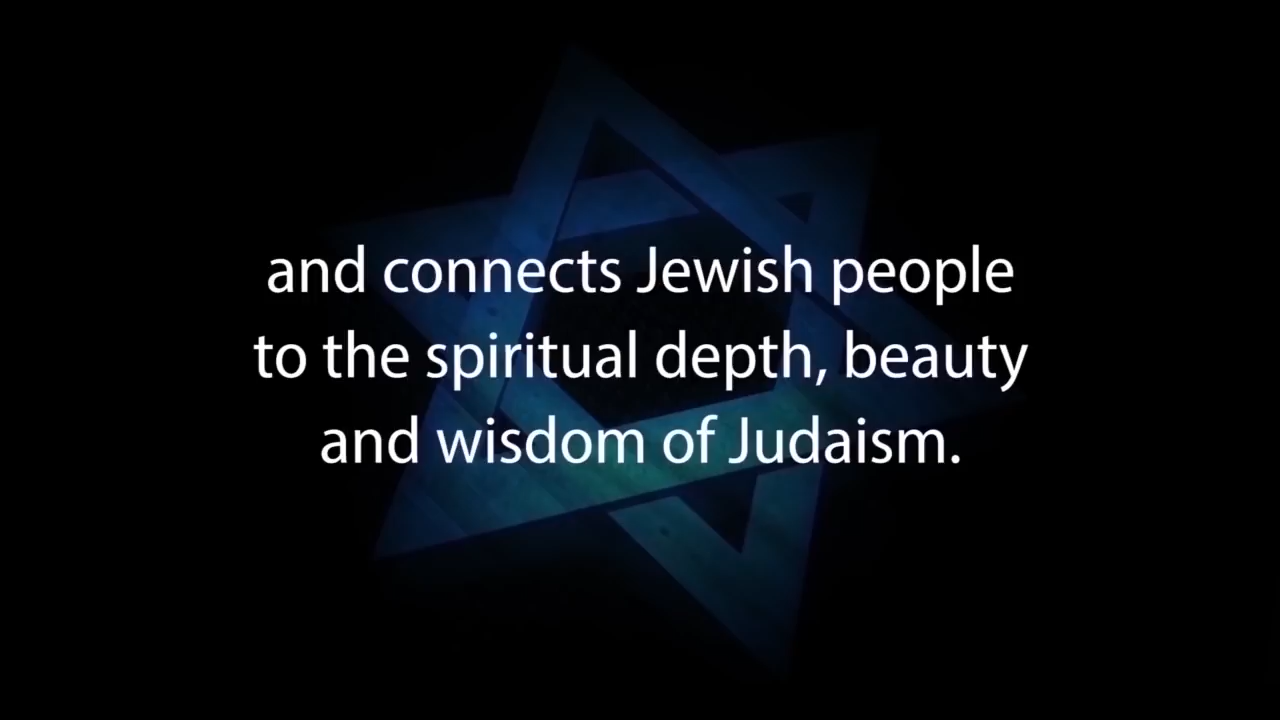 and connects Jewish people
to the spiritual depth, beauty
and wisdom of Judaism.